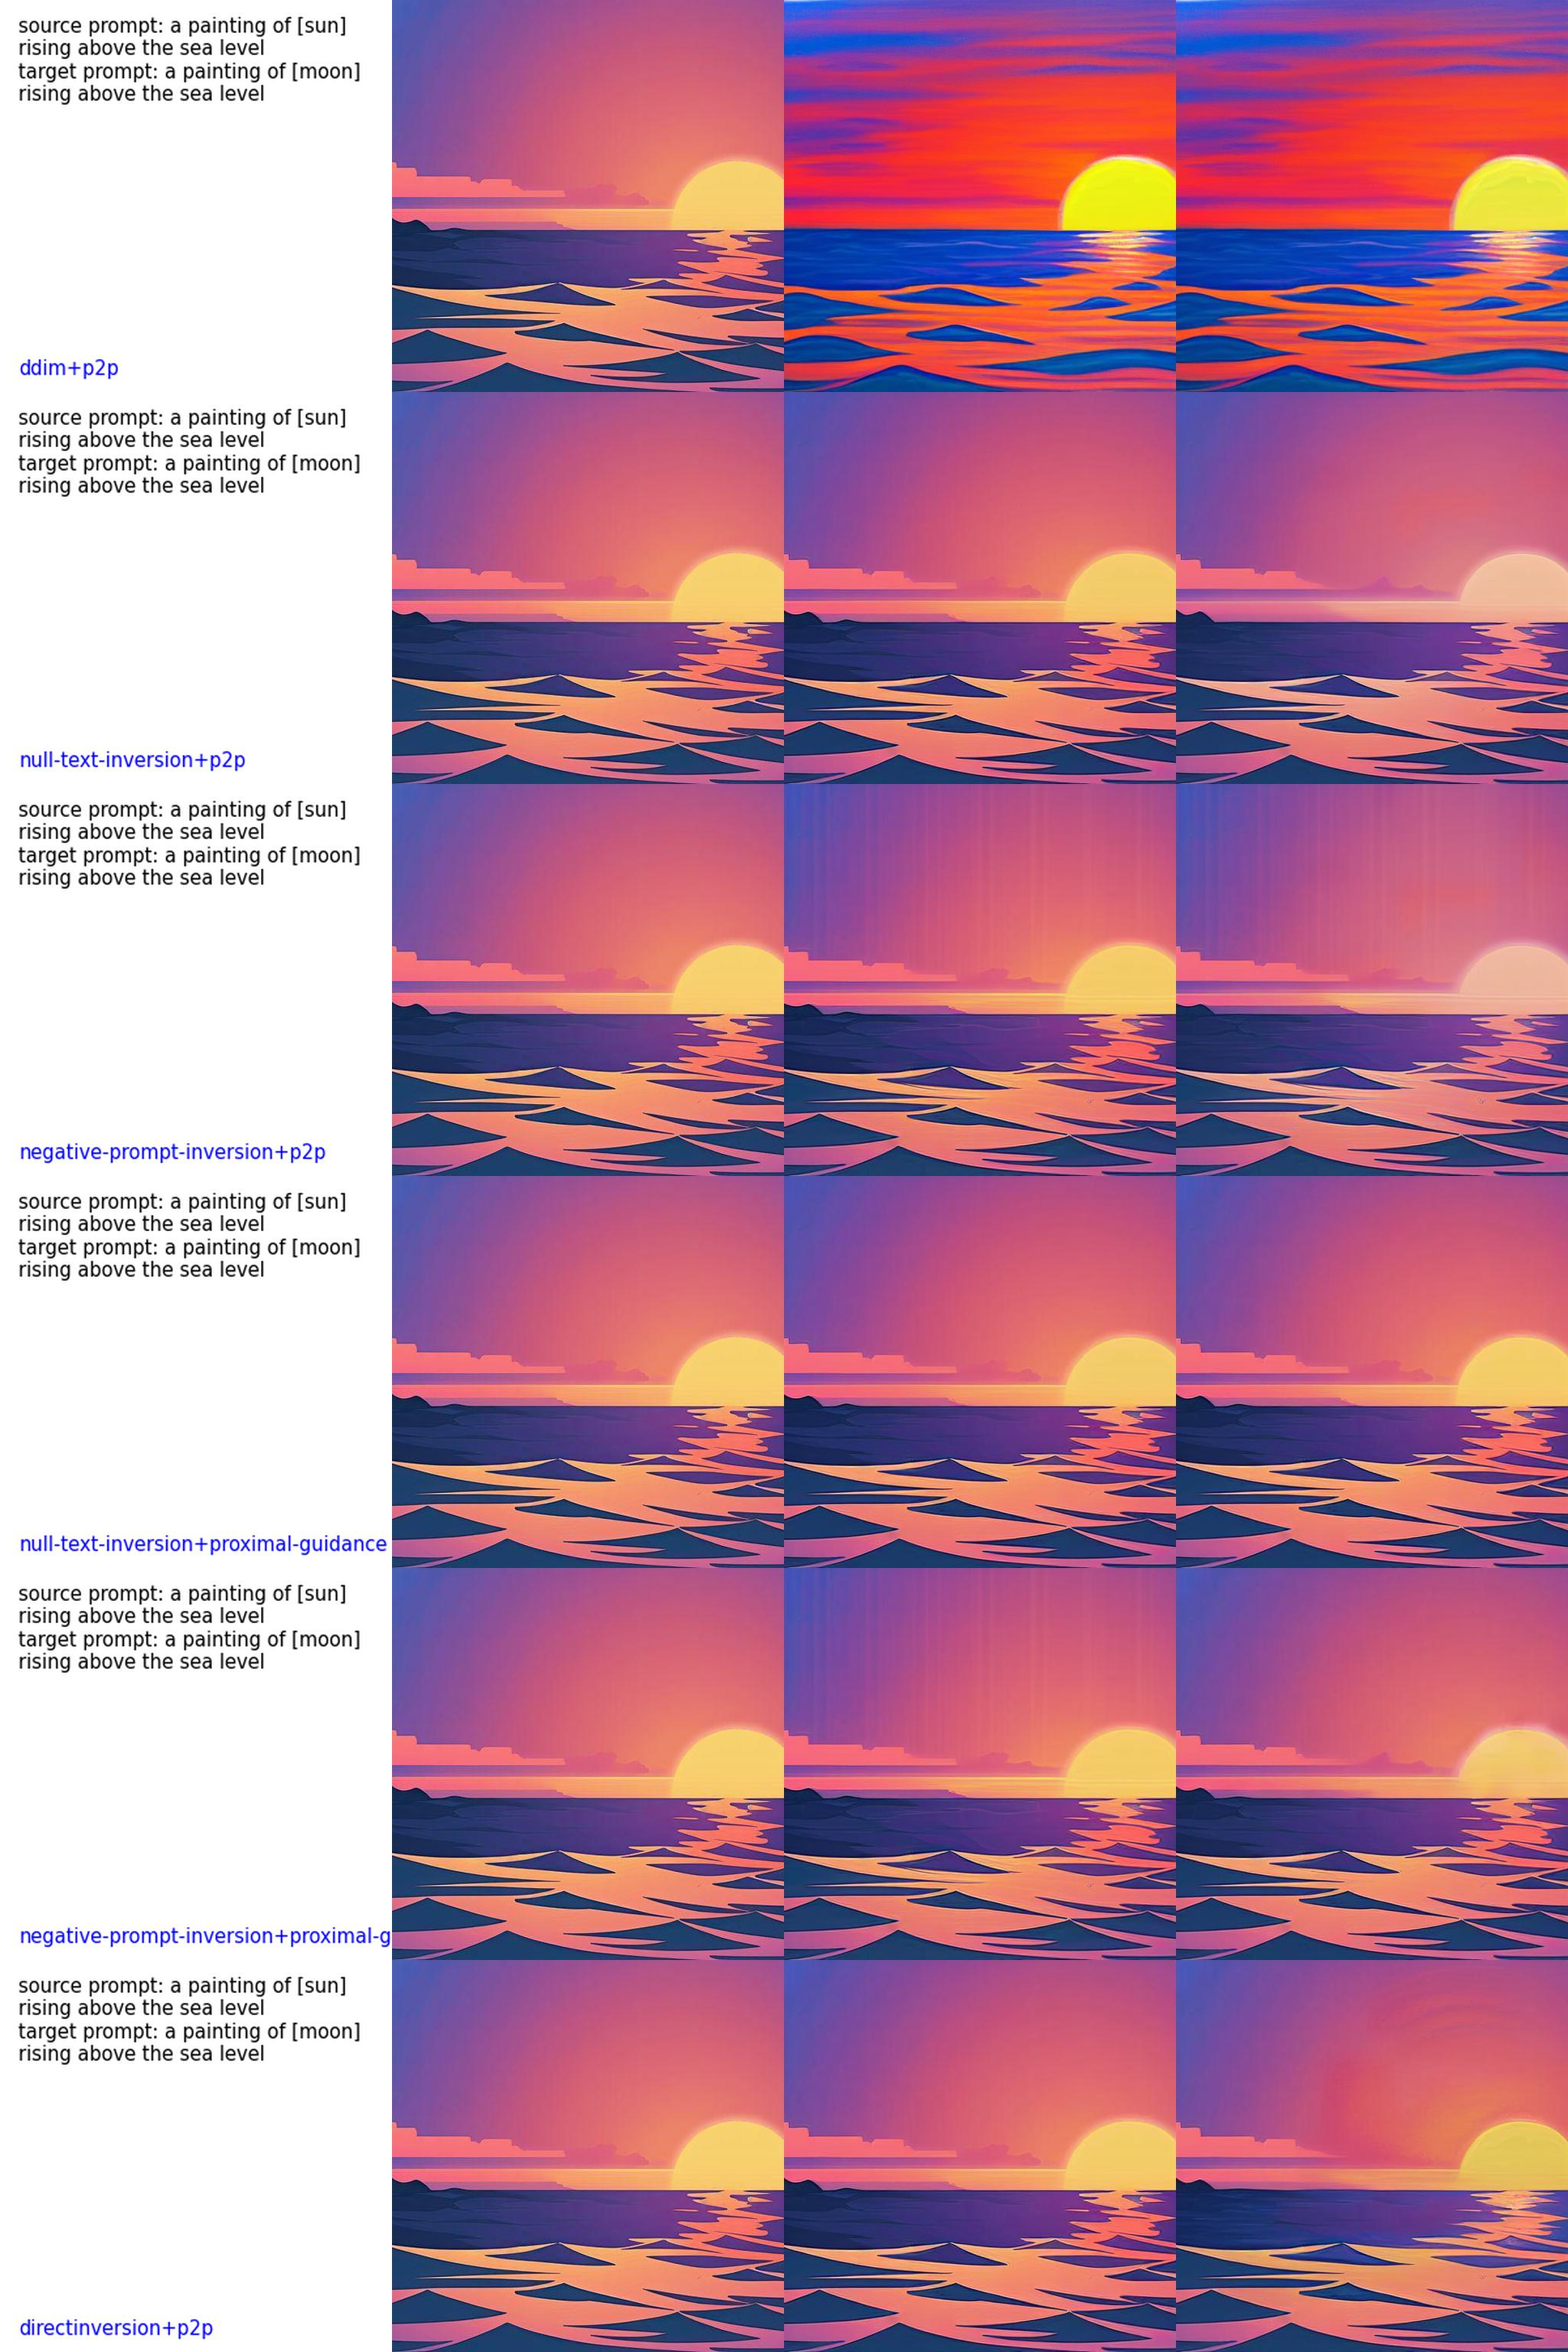 source prompt: a painting of [sun]
rising above the sea level
target prompt: a painting of [moon]
rising above the sea level
ddim+p2p
source prompt: a painting of [sun]
rising above the sea level
target prompt: a painting of [moon]
rising above the sea level
null-text-inversion+p2p
source prompt: a painting of [sun]
rising above the sea level
target prompt: a painting of [moon]
rising above the sea level
negative-prompt-inversion+p2p
source prompt: a painting of [sun]
rising above the sea level
target prompt: a painting of [moon]
rising above the sea level
null-text-inversion+proximal-guidance
source prompt: a painting of [sun]
rising above the sea level
target prompt: a painting of [moon]
rising above the sea level
negative-prompt-inversion+proximal-g
source prompt: a painting of [sun]
rising above the sea level
target prompt: a painting of [moon]
rising above the sea level
directinversion+p2p